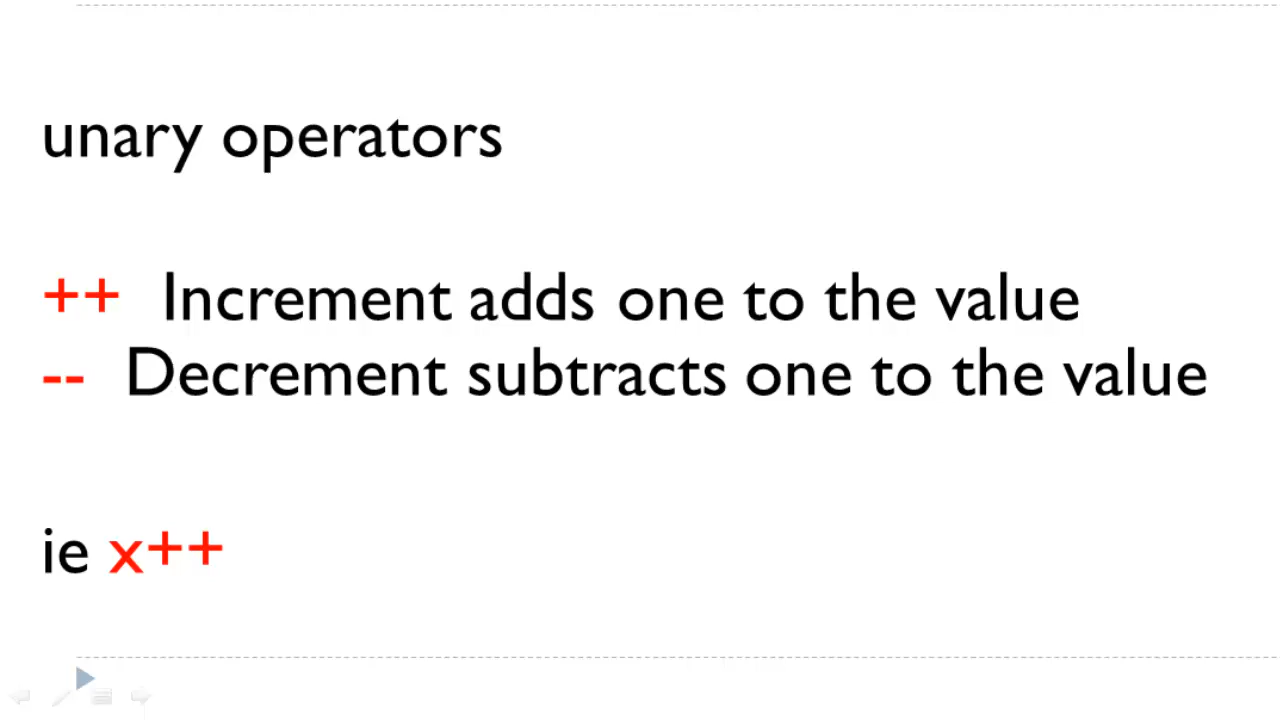 unary operators
++ Increment adds one to the value
-- Decrement subtracts one to the value
ie x++